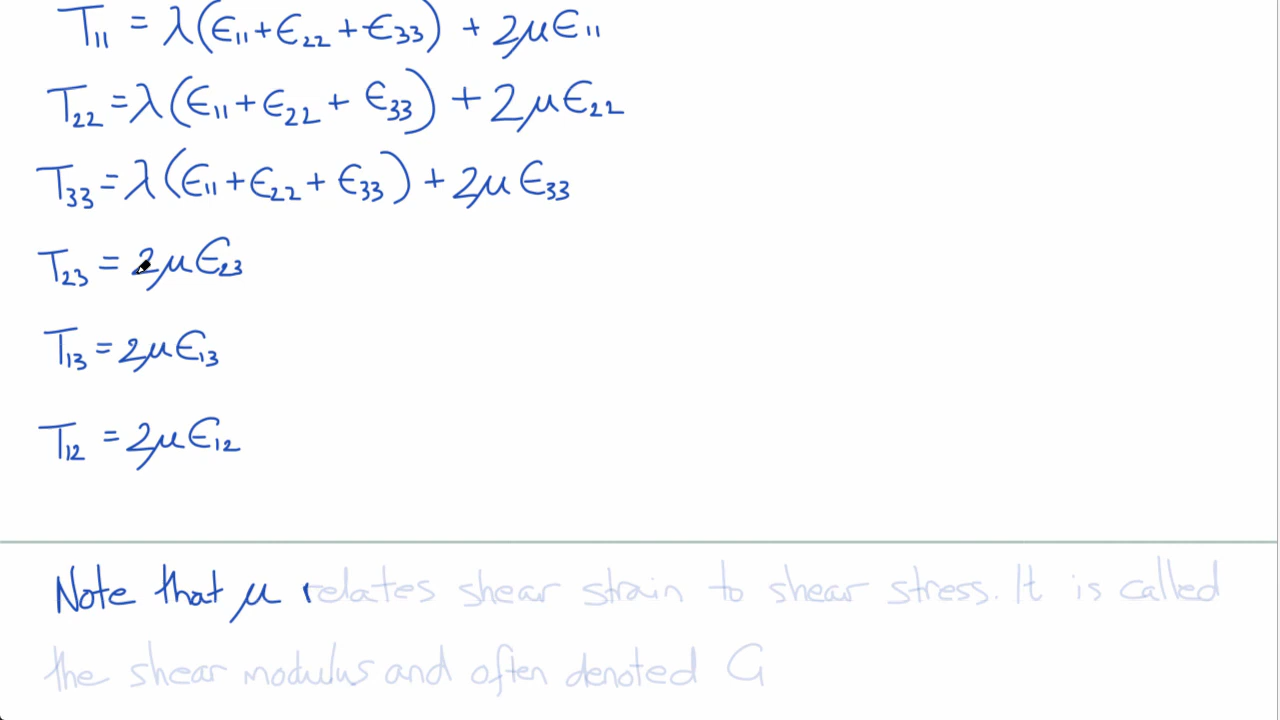 T₁₁ = λ(ϵ₁₁+ϵ₂₂+ϵ₃₃) + 2μϵ₁₁
T₂₂ = λ(ϵ₁₁+ϵ₂₂+ϵ₃₃) + 2μϵ₂₂
T₃₃ = λ(ϵ₁₁+ϵ₂₂+ϵ₃₃) + 2μϵ₃₃
T₂₃ = 2μϵ₂₃
T₁₃ = 2μϵ₁₃
T₁₂ = 2μϵ₁₂
Note that μ relates shear strain to shear stress. It is called
the shear modulus and often denoted G